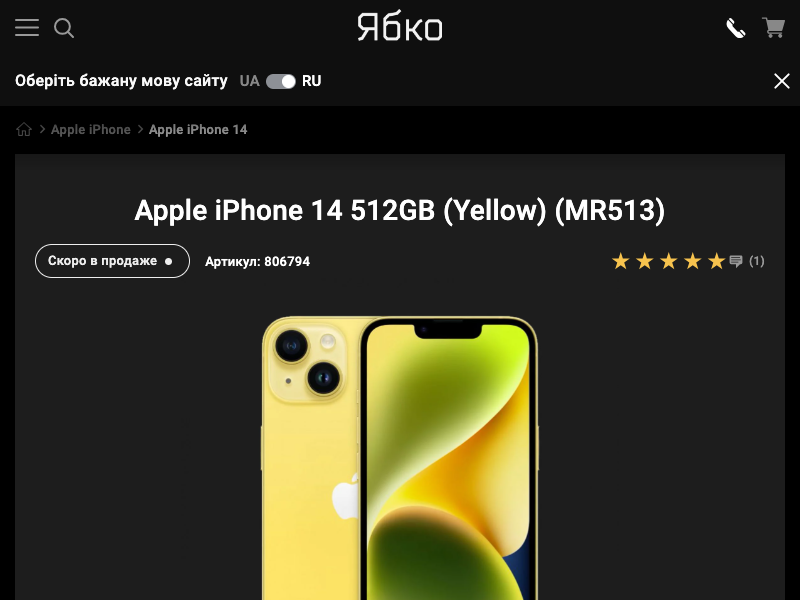 Ябко
Оберіть бажану мову сайту UA RU
Apple iPhone Apple iPhone 14
Apple iPhone 14 512GB (Yellow) (MR513)
Скоро в продаже Артикул: 806794 (1)